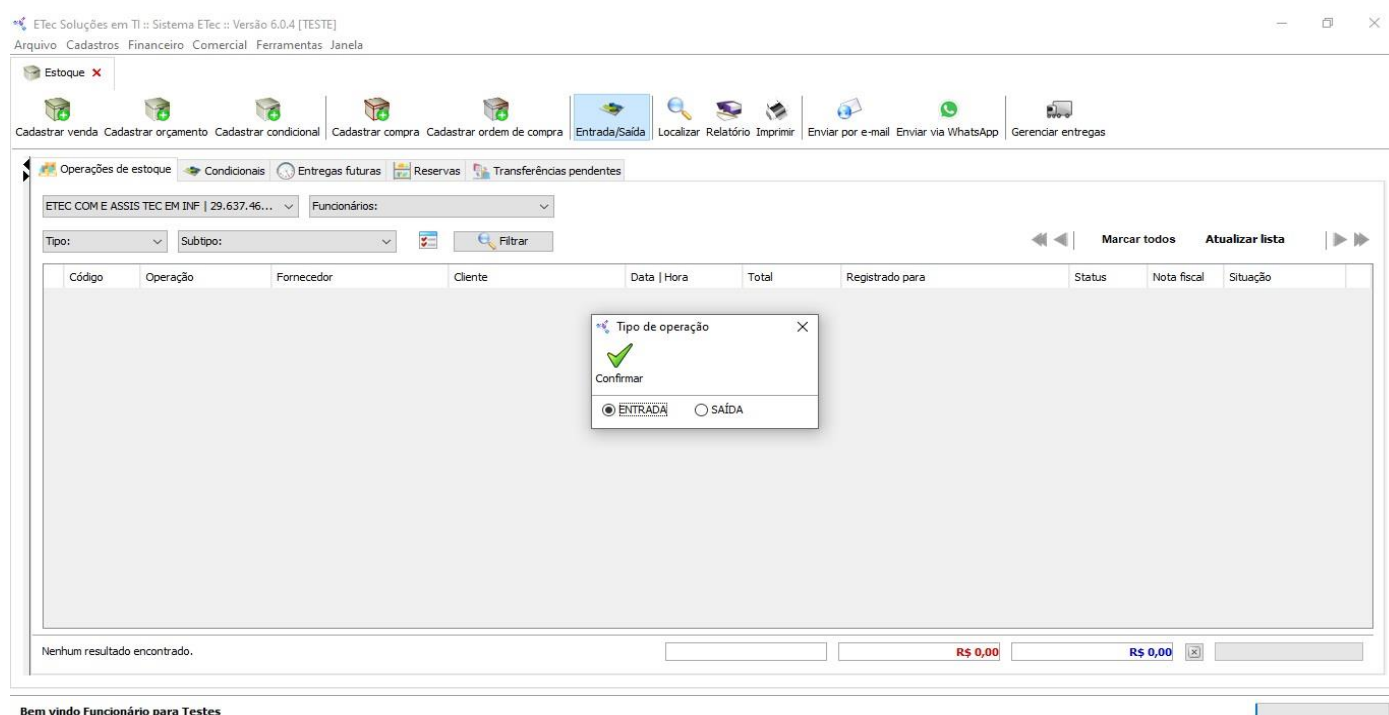 ETec Soluções em TI :: Sistema ETec :: Versão 6.0.4 [TESTE]
Arquivo Cadastros Financeiro Comercial Ferramentas Janela
Estoque
Cadastrar venda Cadastrar orçamento Cadastrar condicional Cadastrar compra Cadastrar ordem de compra Entrada/Saída Localizar Relatório Imprimir Enviar por e-mail Enviar via WhatsApp Gerenciar entregas
Operações de estoque Condicionais Entregas futuras Reservas Transferências pendentes
ETEC COM E ASSIS TEC EM INF | 29.637.46... Funcionários:
Tipo: Subtipo: Filtrar Marcar todos Atualizar lista
Código Operação Fornecedor Cliente Data | Hora Total Registrado para Status Nota fiscal Situação
Tipo de operação
Confirmar
ENTRADA SAÍDA
Nenhum resultado encontrado. R$ 0,00 R$ 0,00
Bem vindo Funcionário para Testes